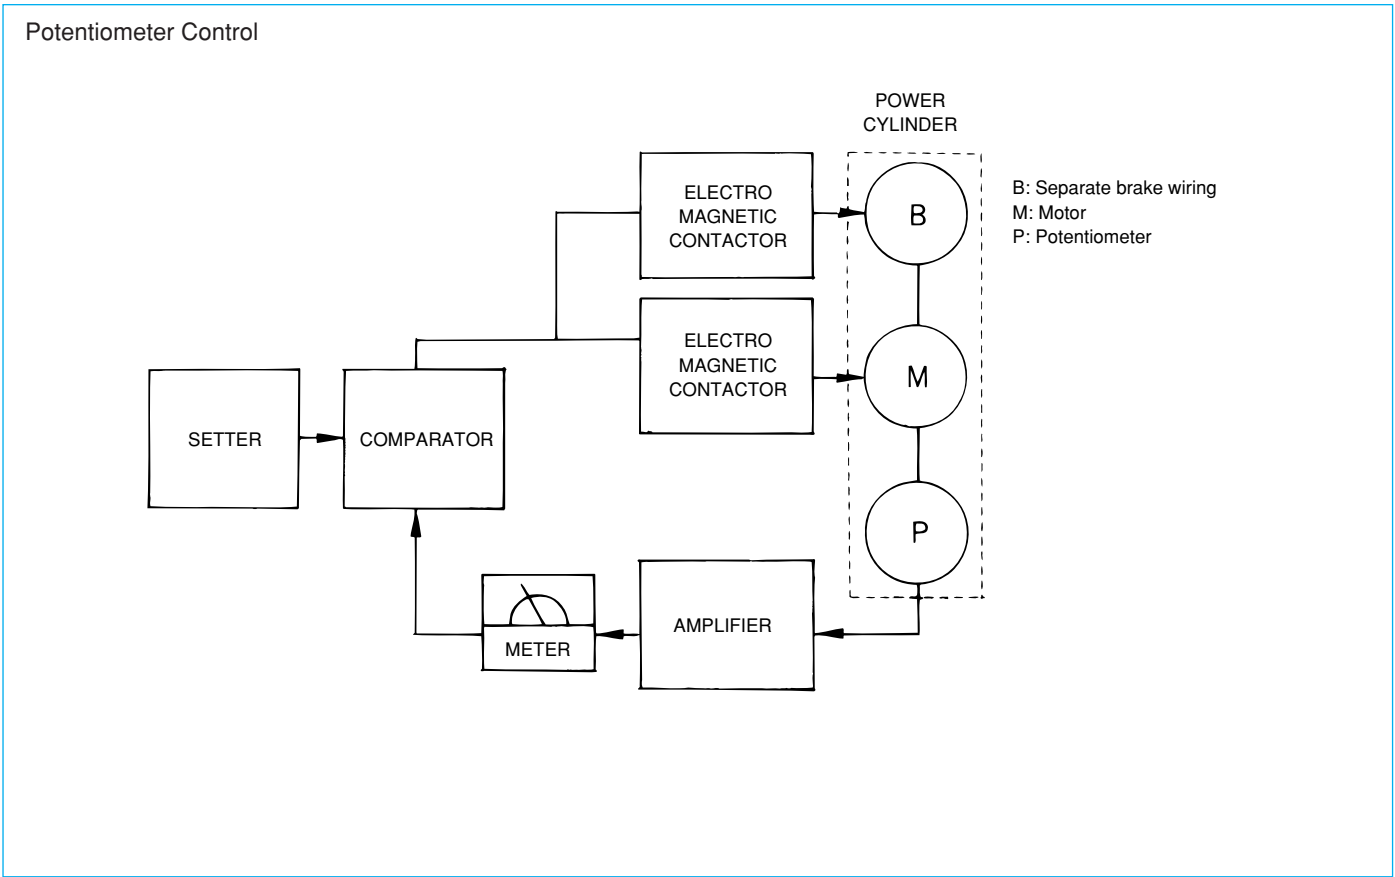 Potentiometer Control
POWER
CYLINDER
ELECTRO
MAGNETIC
CONTACTOR
B
B: Separate brake wiring
M: Motor
P: Potentiometer
ELECTRO
MAGNETIC
CONTACTOR
M
SETTER
COMPARATOR
P
AMPLIFIER
METER